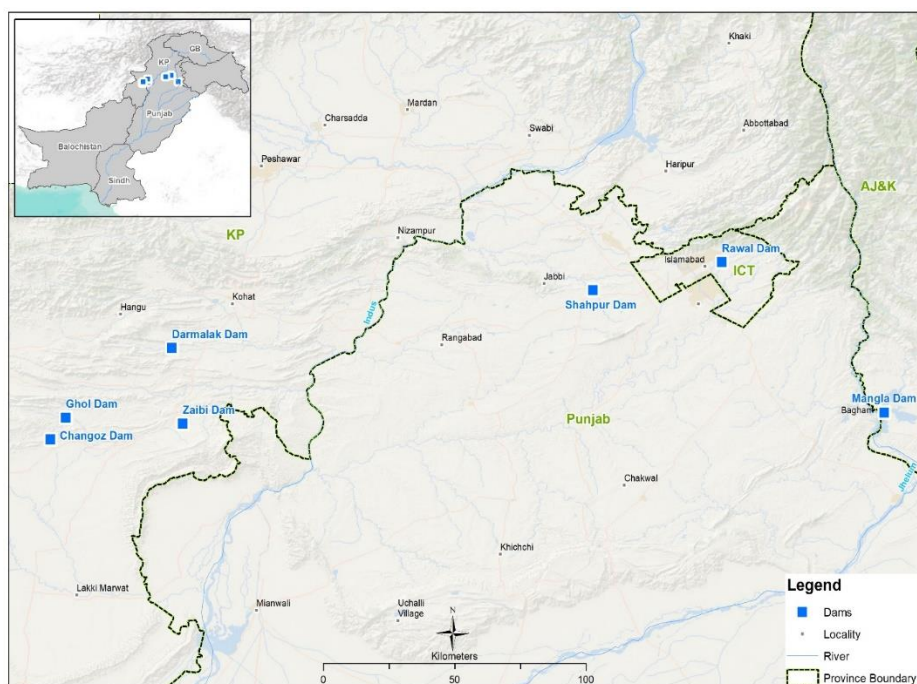 GB
KP
Punjab
Balochistan
Sindh
Khaki
Mardan
Charsadda
Swabi
Abbottabad
Peshawar
Haripur
AJ&K
KP
Nizampur
Rawal Dam
Islamabad
ICT
Jabbi
Shahpur Dam
Hangu
Kohat
Indus
Darmalak Dam
Rangabad
Ghol Dam
Zaibi Dam
Mangla Dam
Bagham
Changoz Dam
Punjab
Chakwal
Jhelum
Khichchi
Lakki Marwat
Mianwali
Uchalli
Village
N
Kilometers
0 50 100
Legend
Dams
Locality
River
Province Boundary